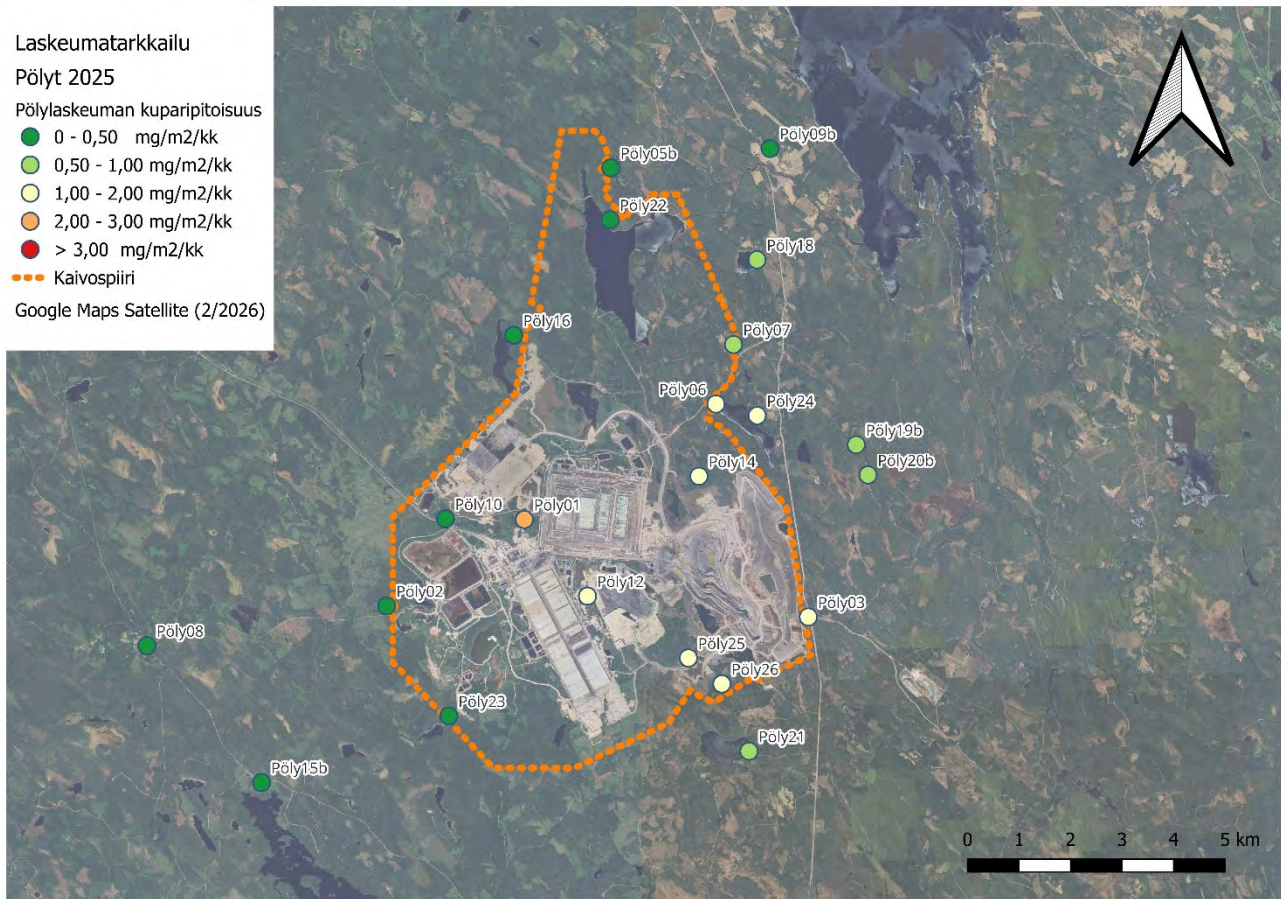 Laskeumatarkkailu
Pölyt 2025
Pölylaskeuman kuparipitoisuus
0 - 0,50 mg/m2/kk
0,50 - 1,00 mg/m2/kk
1,00 - 2,00 mg/m2/kk
2,00 - 3,00 mg/m2/kk
> 3,00 mg/m2/kk
Kaivospiiri
Google Maps Satellite (2/2026)
Pöly09b
Pöly05b
Pöly22
Pöly18
Pöly16
Pöly07
Pöly06
Pöly24
Pöly19b
Pöly20b
Pöly14
Pöly10
Pöly01
Pöly12
Pöly02
Pöly03
Pöly08
Pöly25
Pöly26
Pöly23
Pöly21
Pöly15b
0 1 2 3 4 5 km